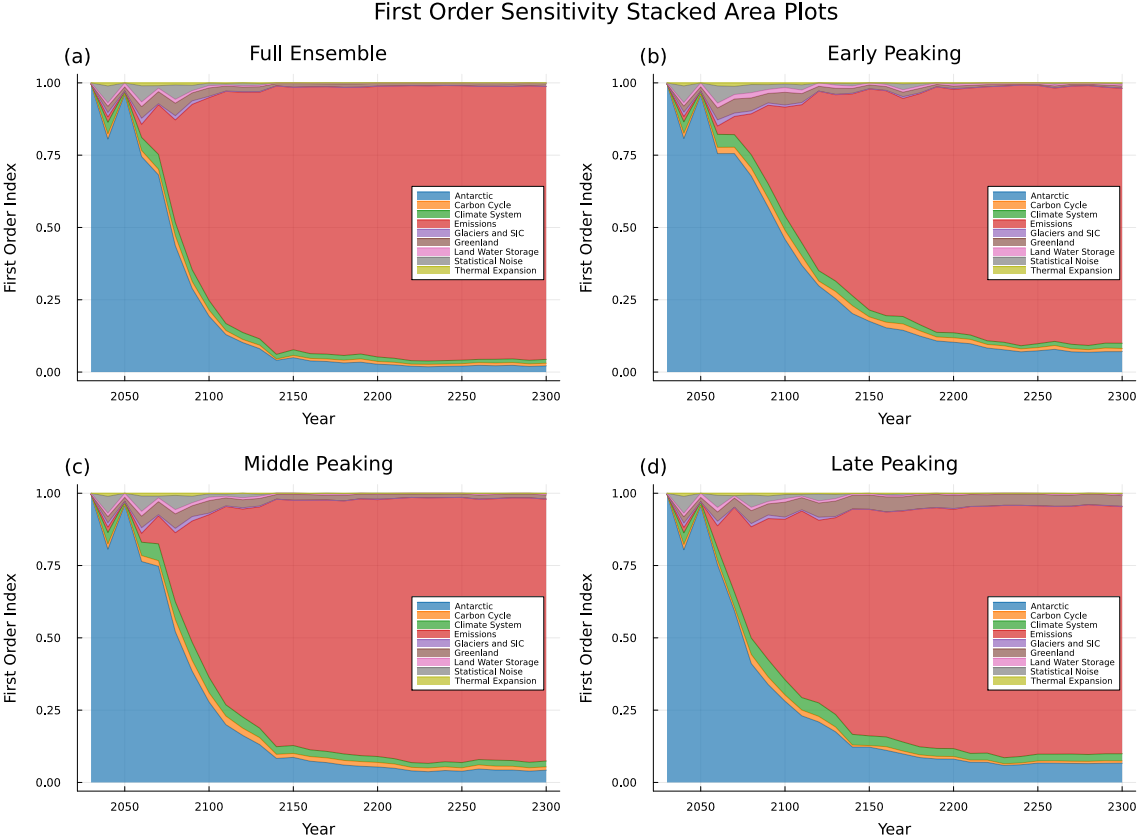 First Order Sensitivity Stacked Area Plots
(a)
Full Ensemble
First Order Index
1.00
0.75
0.50
0.25
0.00
Antarctic
Carbon Cycle
Climate System
Emissions
Glaciers and SIC
Greenland
Land Water Storage
Statistical Noise
Thermal Expansion
2050 2100 2150 2200 2250 2300
Year
(b)
Early Peaking
First Order Index
1.00
0.75
0.50
0.25
0.00
Antarctic
Carbon Cycle
Climate System
Emissions
Glaciers and SIC
Greenland
Land Water Storage
Statistical Noise
Thermal Expansion
2050 2100 2150 2200 2250 2300
Year
(c)
Middle Peaking
First Order Index
1.00
0.75
0.50
0.25
0.00
Antarctic
Carbon Cycle
Climate System
Emissions
Glaciers and SIC
Greenland
Land Water Storage
Statistical Noise
Thermal Expansion
2050 2100 2150 2200 2250 2300
Year
(d)
Late Peaking
First Order Index
1.00
0.75
0.50
0.25
0.00
Antarctic
Carbon Cycle
Climate System
Emissions
Glaciers and SIC
Greenland
Land Water Storage
Statistical Noise
Thermal Expansion
2050 2100 2150 2200 2250 2300
Year